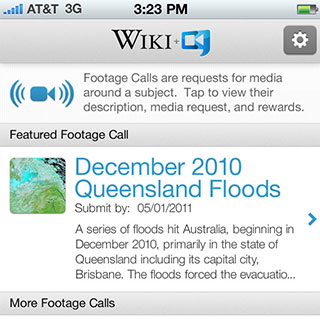 AT&T 3G 3:23 PM
WIKI+
Footage Calls are requests for media
around a subject. Tap to view their
description, media request, and rewards.
Featured Footage Call
December 2010
Queensland Floods
Submit by: 05/01/2011
A series of floods hit Australia, beginning in
December 2010, primarily in the state of
Queensland including its capital city,
Brisbane. The floods forced the evacuatio...
More Footage Calls